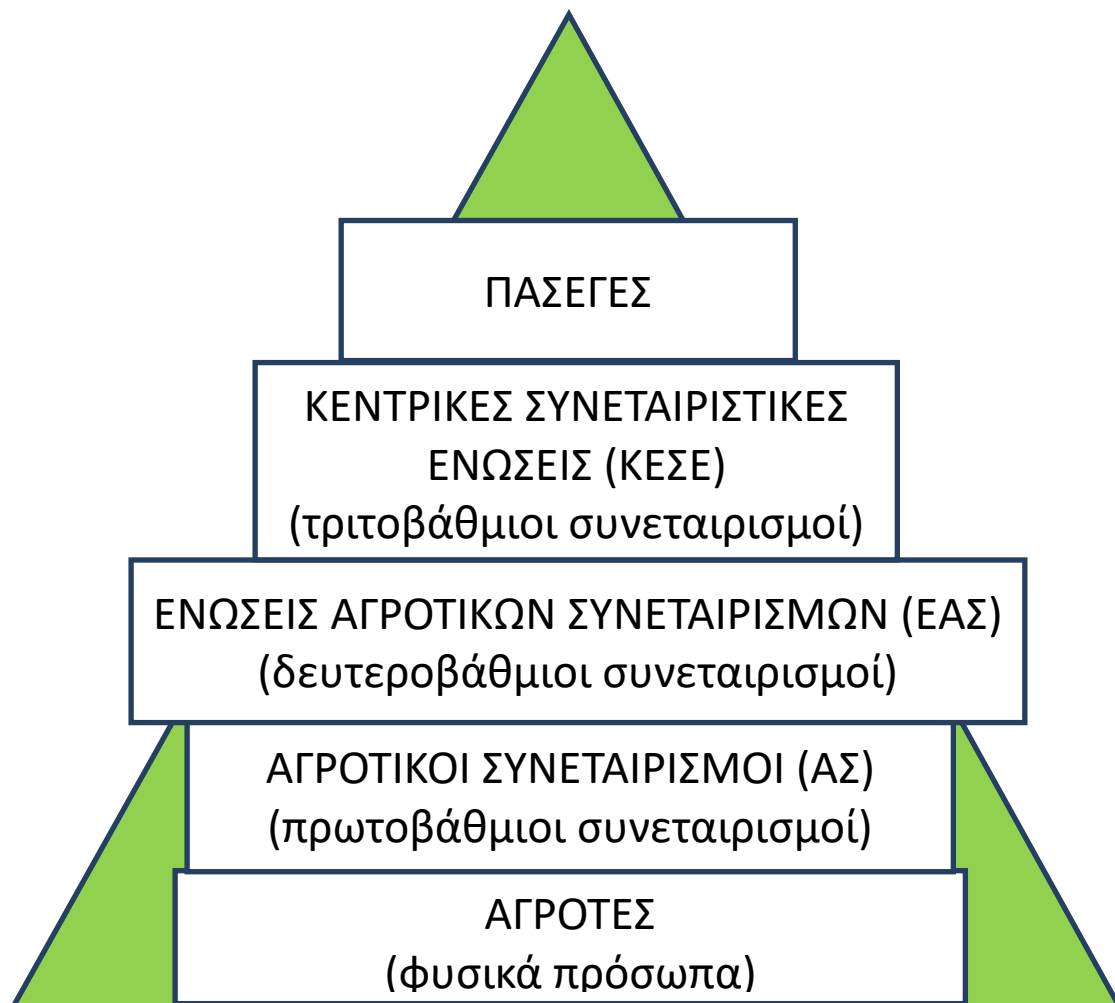 ΠΑΣΕΓΕΣ
ΚΕΝΤΡΙΚΕΣ ΣΥΝΕΤΑΙΡΙΣΤΙΚΕΣ
ΕΝΩΣΕΙΣ (ΚΕΣΕ)
(τριτοβάθμιοι συνεταιρισμοί)
ΕΝΩΣΕΙΣ ΑΓΡΟΤΙΚΩΝ ΣΥΝΕΤΑΙΡΙΣΜΩΝ (ΕΑΣ)
(δευτεροβάθμιοι συνεταιρισμοί)
ΑΓΡΟΤΙΚΟΙ ΣΥΝΕΤΑΙΡΙΣΜΟΙ (ΑΣ)
(πρωτοβάθμιοι συνεταιρισμοί)
ΑΓΡΟΤΕΣ
(φυσικά πρόσωπα)